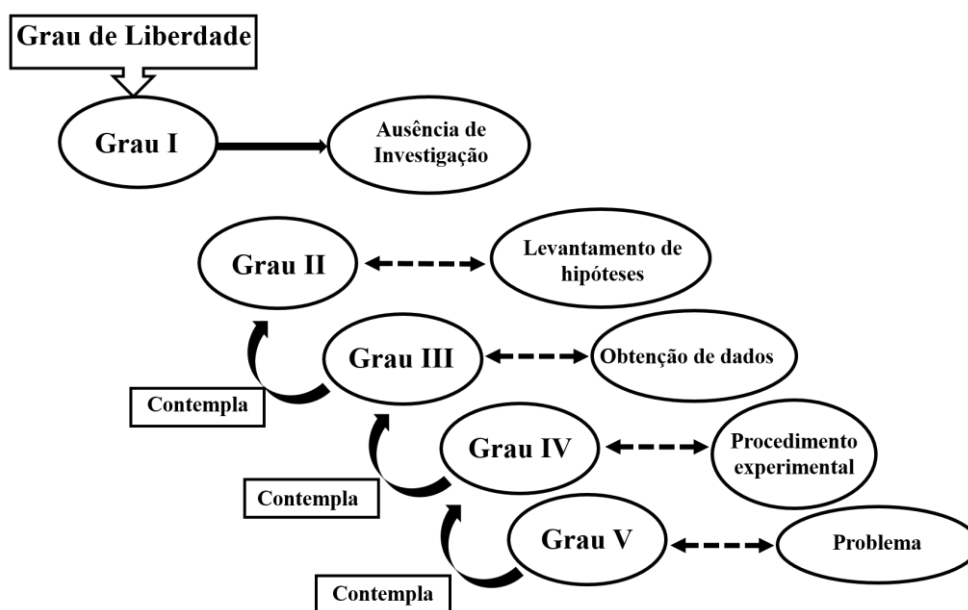 Grau de Liberdade
Grau I
Ausência de
Investigação
Grau II
Levantamento de
hipóteses
Grau III
Obtenção de dados
Contempla
Grau IV
Procedimento
experimental
Contempla
Grau V
Problema
Contempla